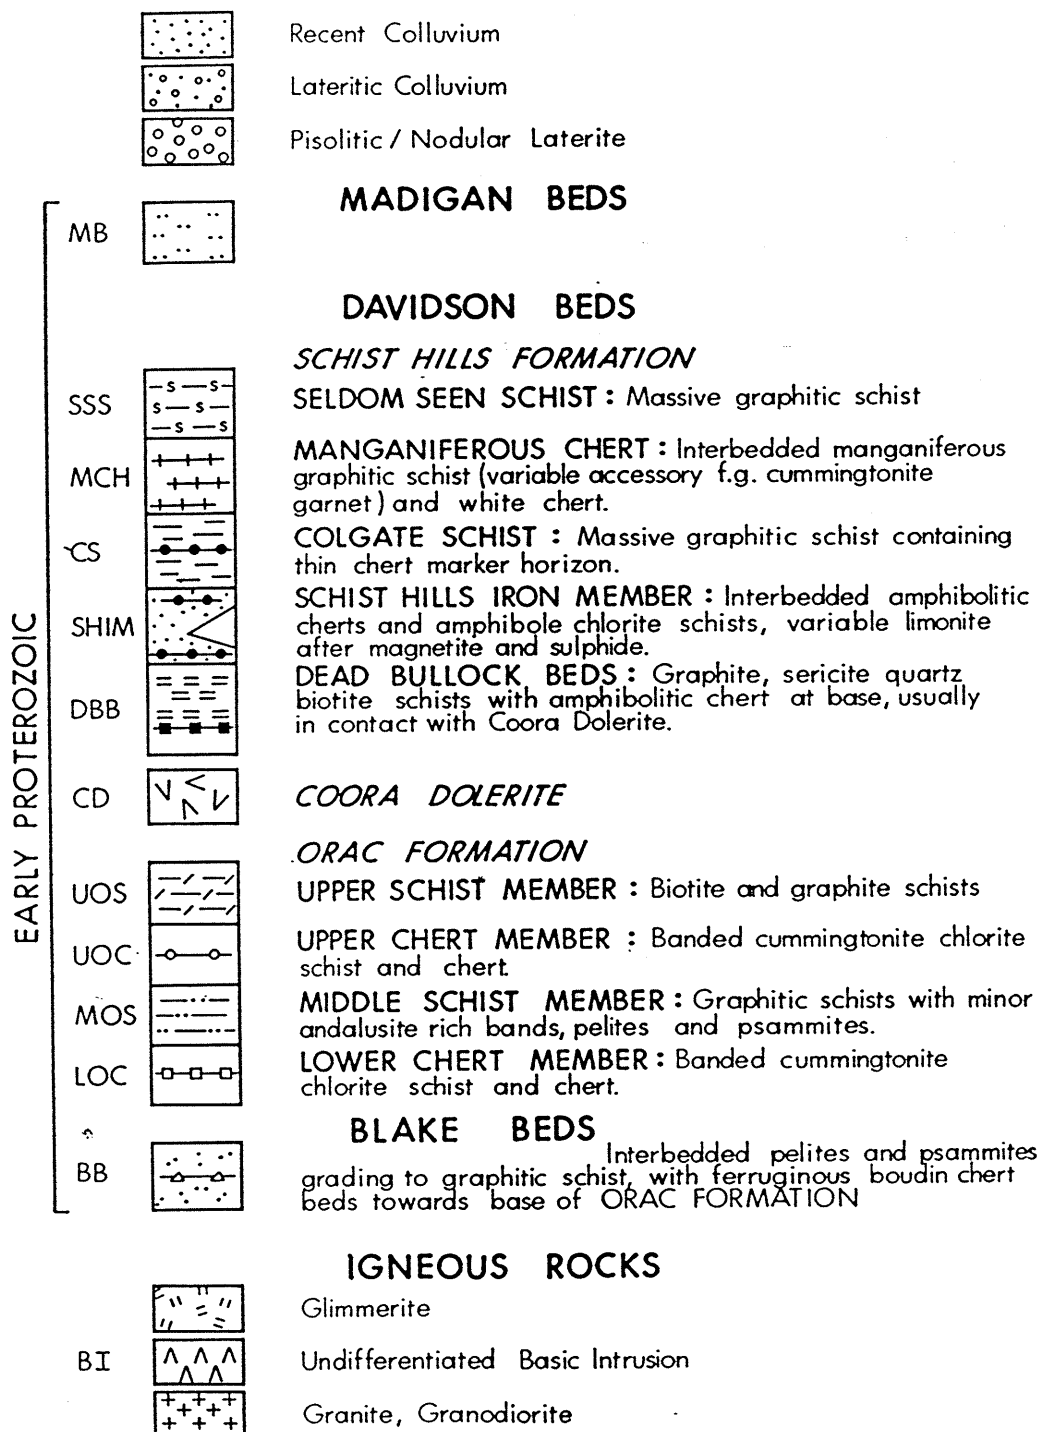 Recent Colluvium
Lateritic Colluvium
Pisolitic / Nodular Laterite
EARLY PROTEROZOIC
MADIGAN BEDS
MB
DAVIDSON BEDS
SCHIST HILLS FORMATION
SSS
SELDOM SEEN SCHIST : Massive graphitic schist
MCH
MANGANIFEROUS CHERT : Interbedded manganiferous
graphitic schist (variable accessory f.g. cummingtonite
garnet) and white chert.
CS
COLGATE SCHIST : Massive graphitic schist containing
thin chert marker horizon.
SHIM
SCHIST HILLS IRON MEMBER : Interbedded amphibolitic
cherts and amphibole chlorite schists, variable limonite
after magnetite and sulphide.
DBB
DEAD BULLOCK BEDS : Graphite, sericite quartz
biotite schists with amphibolitic chert at base, usually
in contact with Coora Dolerite.
CD
COORA DOLERITE
ORAC FORMATION
UOS
UPPER SCHIST MEMBER : Biotite and graphite schists
UOC
UPPER CHERT MEMBER : Banded cummingtonite chlorite
schist and chert
MOS
MIDDLE SCHIST MEMBER : Graphitic schists with minor
andalusite rich bands, pelites and psammites.
LOC
LOWER CHERT MEMBER : Banded cummingtonite
chlorite schist and chert.
BLAKE BEDS
BB
Interbedded pelites and psammites
grading to graphitic schist, with ferruginous boudin chert
beds towards base of ORAC FORMATION
IGNEOUS ROCKS
Glimmerite
BI
Undifferentiated Basic Intrusion
Granite, Granodiorite